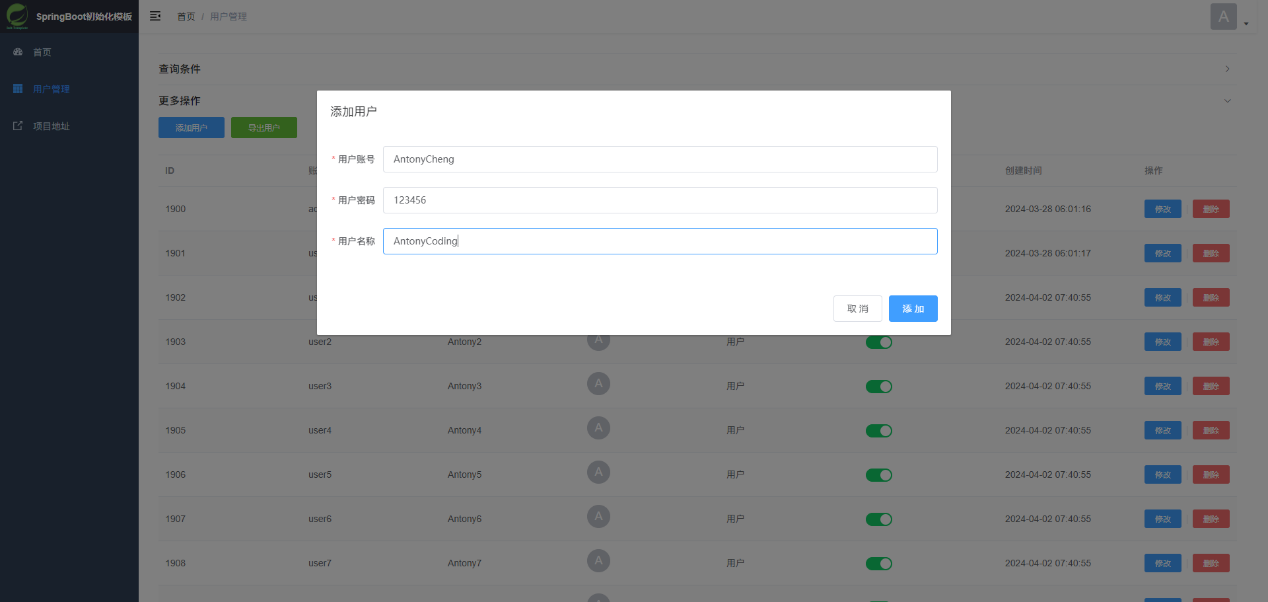 SpringBoot初始化模板
首页 / 用户管理
A
首页
用户管理
项目地址
查询条件
更多操作
添加用户 导出用户
添加用户
* 用户账号 AntonyCheng
* 用户密码 123456
* 用户名称 AntonyCoding
取 消 添 加
ID 创建时间 操作
1900 2024-03-28 06:01:16 修改 删除
1901 us 2024-03-28 06:01:17 修改 删除
1902 us 2024-04-02 07:40:55 修改 删除
1903 user2 Antony2 A 用户 2024-04-02 07:40:55 修改 删除
1904 user3 Antony3 A 用户 2024-04-02 07:40:55 修改 删除
1905 user4 Antony4 A 用户 2024-04-02 07:40:55 修改 删除
1906 user5 Antony5 A 用户 2024-04-02 07:40:55 修改 删除
1907 user6 Antony6 A 用户 2024-04-02 07:40:55 修改 删除
1908 user7 Antony7 A 用户 2024-04-02 07:40:55 修改 删除